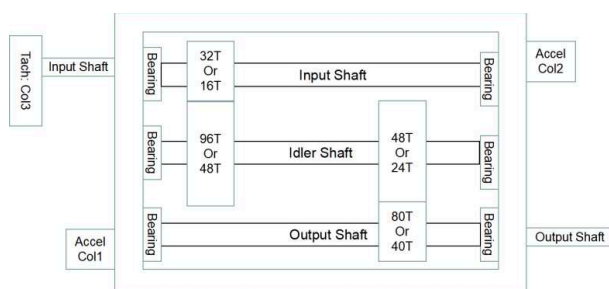 Tach: Col3
Input Shaft
Bearing
32T
Or
16T
Input Shaft
Bearing
Accel
Col2
Bearing
96T
Or
48T
Idler Shaft
48T
Or
24T
Bearing
Accel
Col1
Bearing
Output Shaft
80T
Or
40T
Bearing
Output Shaft